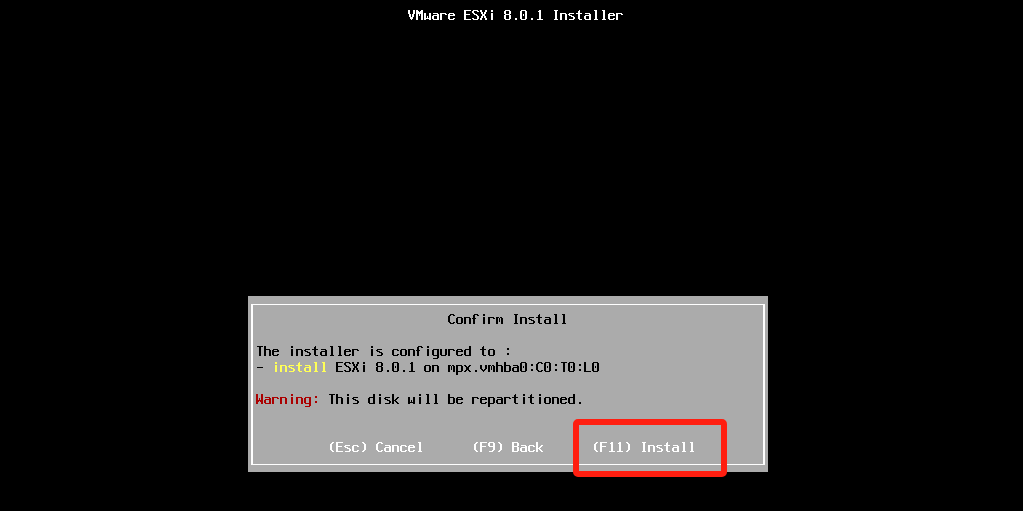 VMware ESXi 8.0.1 Installer
Confirm Install
The installer is configured to :
- install ESXi 8.0.1 on mpx.vmhba0:C0:T0:L0
Warning: This disk will be repartitioned.
(Esc) Cancel (F9) Back (F11) Install